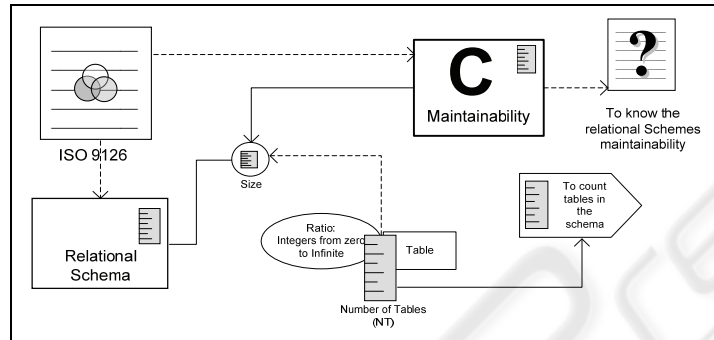 ISO 9126
C
Maintainability
?
To know the
relational Schemes
maintainability
Size
Relational
Schema
Ratio:
Integers from zero
to Infinite
Table
Number of Tables
(NT)
To count
tables in
the
schema